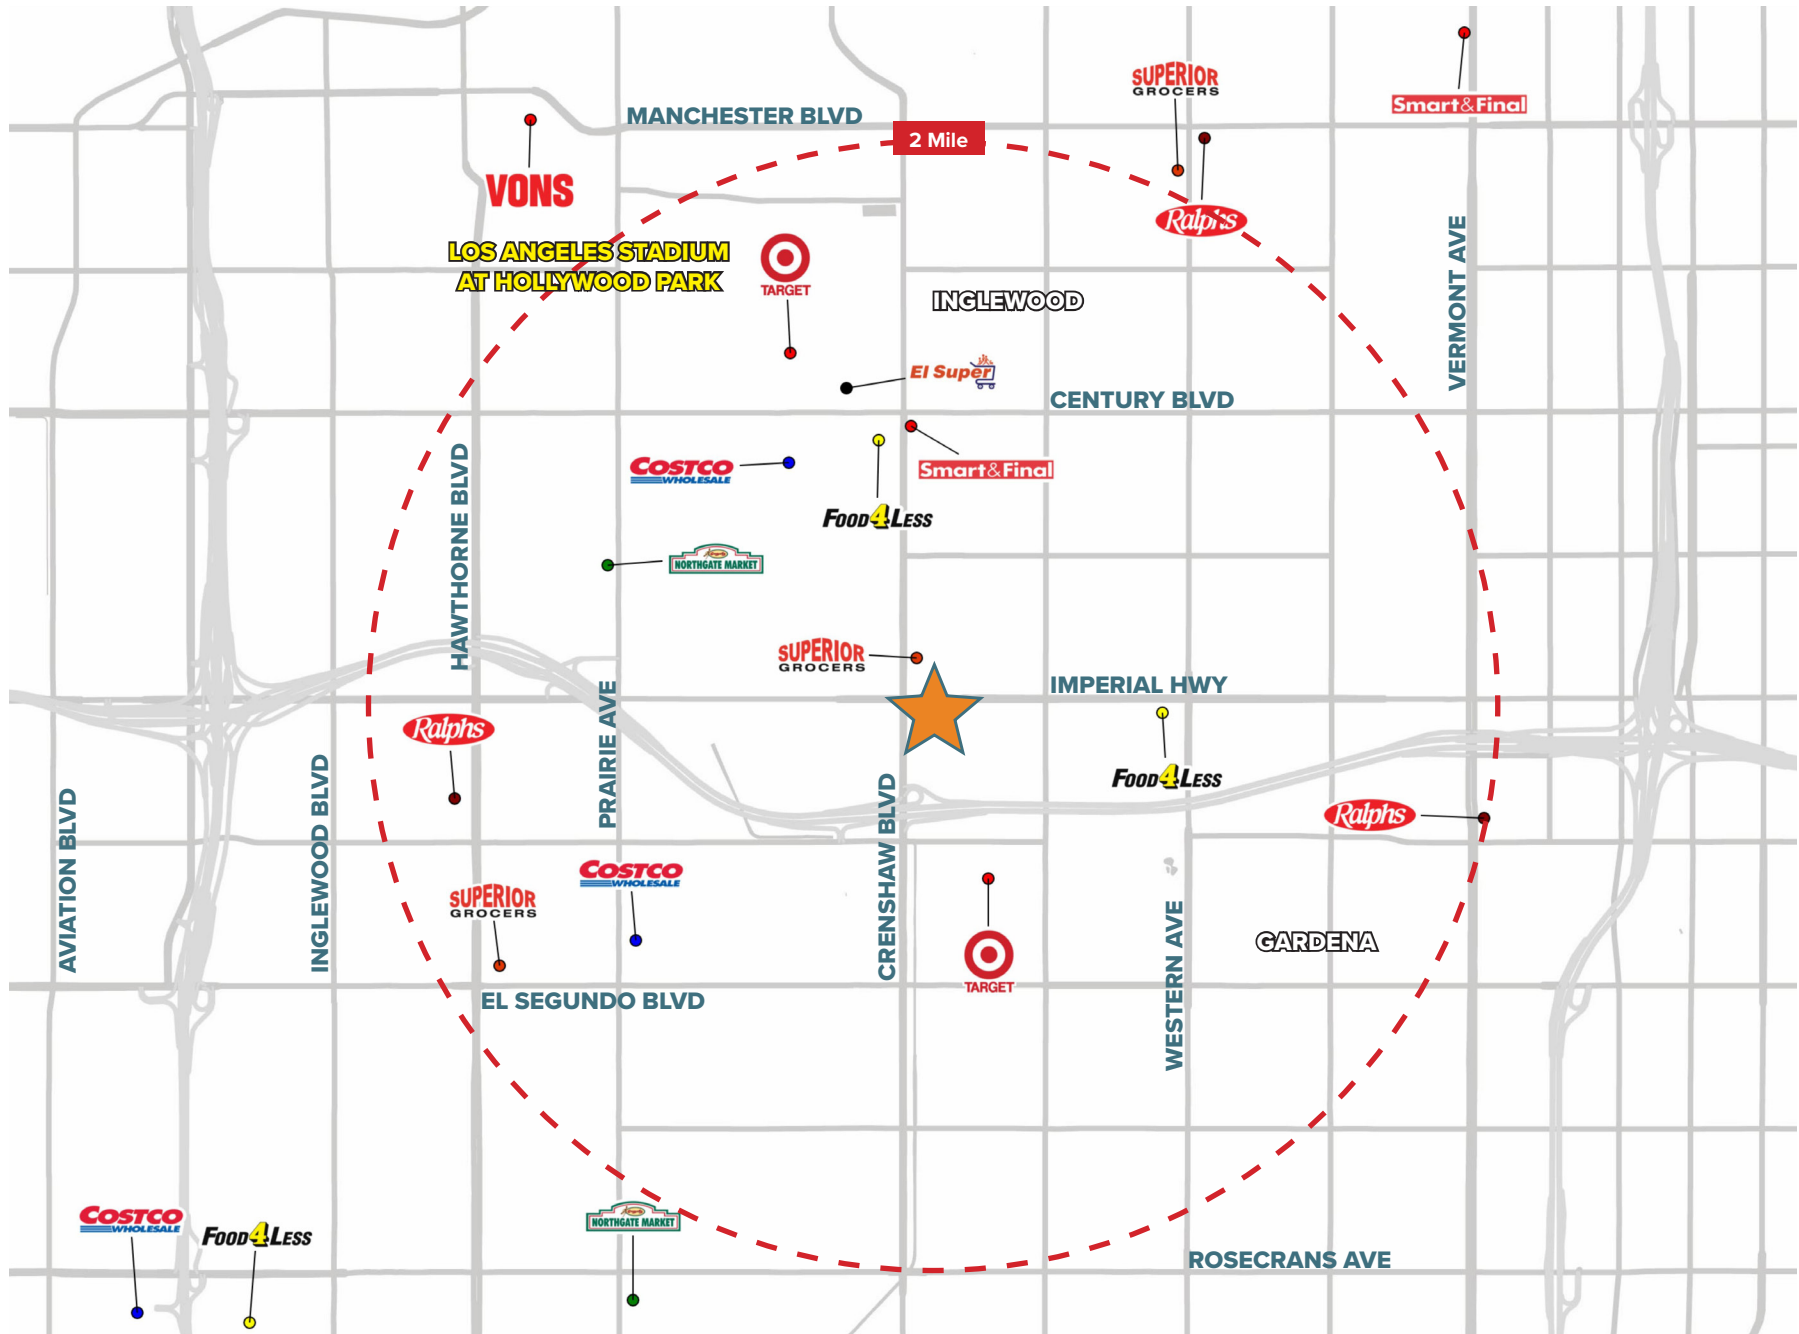 SUPERIOR
GROCERS
Smart&Final
MANCHESTER BLVD
2 Mile
VONS
Ralphs
LOS ANGELES STADIUM
AT HOLLYWOOD PARK
TARGET
INGLEWOOD
VERMONT AVE
El Super
CENTURY BLVD
HAWTHORNE BLVD
COSTCO
WHOLESALE
Smart&Final
FOOD4LESS
NORTHGATE MARKET
SUPERIOR
GROCERS
IMPERIAL HWY
Ralphs
PRAIRIE AVE
FOOD4LESS
INGLEWOOD BLVD
AVIATION BLVD
CRENSHAW BLVD
Ralphs
COSTCO
WHOLESALE
SUPERIOR
GROCERS
WESTERN AVE
GARDENA
TARGET
EL SEGUNDO BLVD
COSTCO
WHOLESALE
FOOD4LESS
NORTHGATE MARKET
ROSECRANS AVE